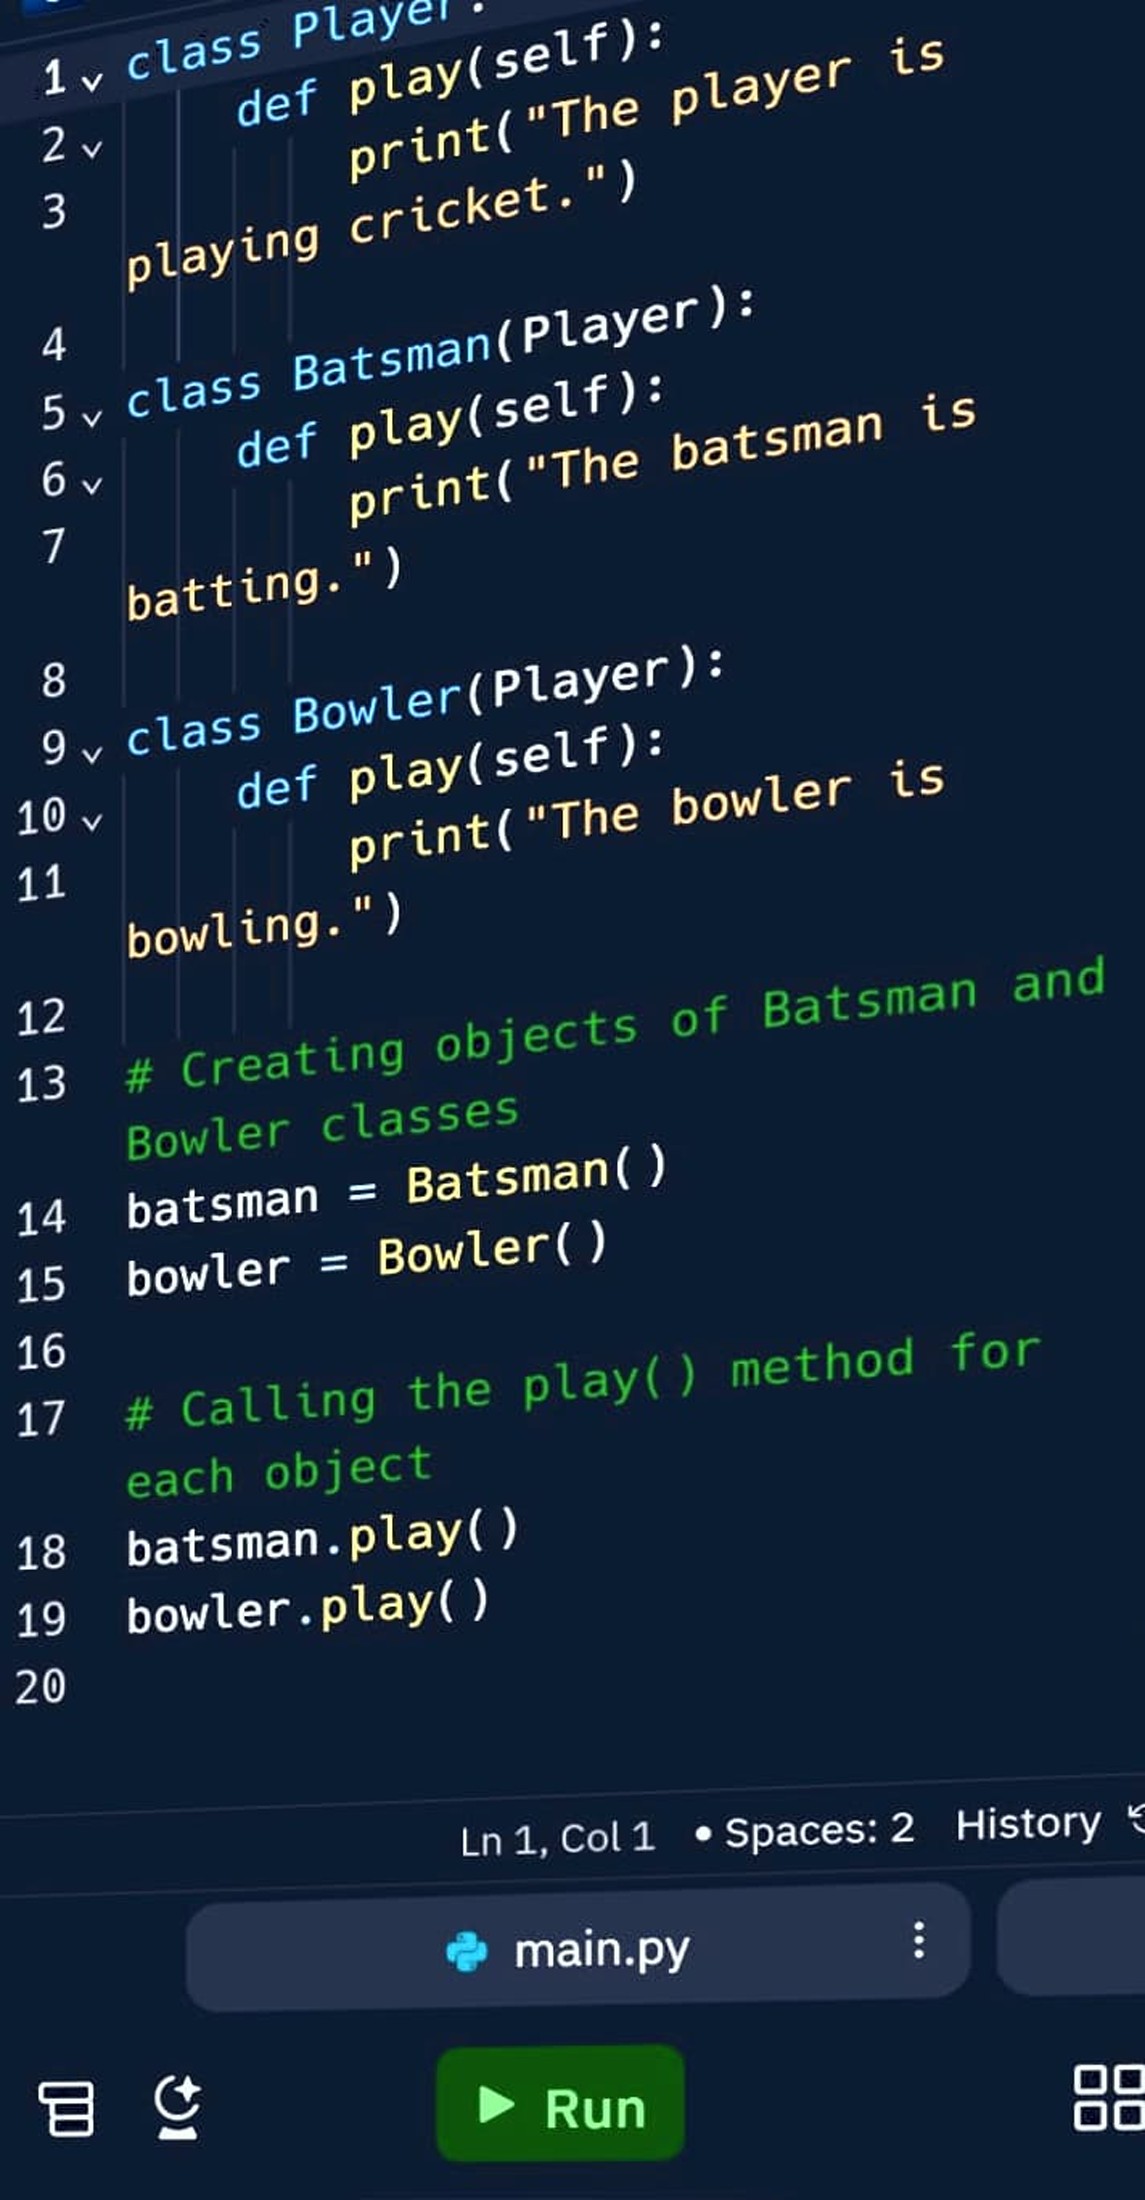 1 class Player:
2 def play(self):
3 print("The player is
playing cricket.")
4
5 class Batsman(Player):
6 def play(self):
7 print("The batsman is
batting.")
8
9 class Bowler(Player):
10 def play(self):
11 print("The bowler is
bowling.")
12
13 # Creating objects of Batsman and
Bowler classes
14 batsman = Batsman()
15 bowler = Bowler()
16
17 # Calling the play() method for
each object
18 batsman.play()
19 bowler.play()
20
Ln 1, Col 1 • Spaces: 2 History
main.py
Run